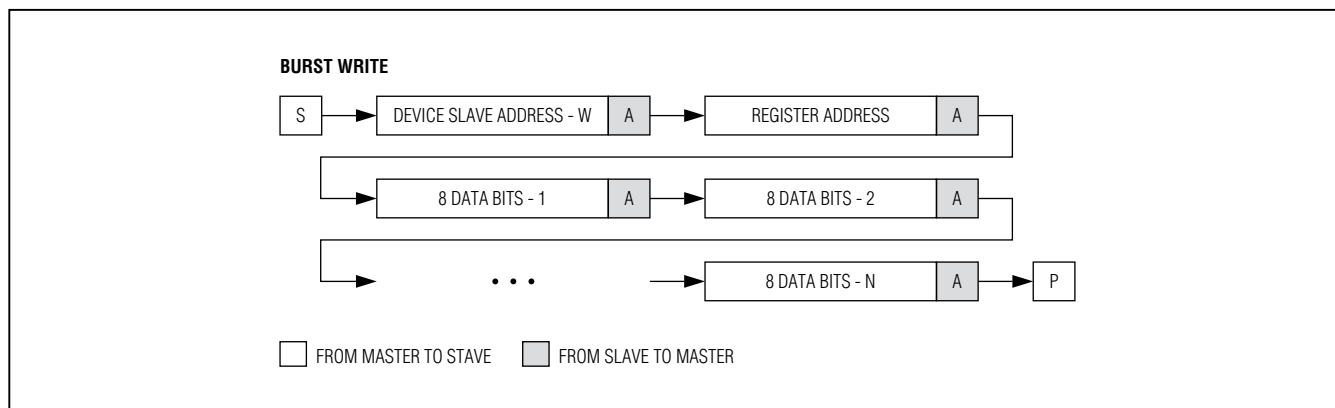 BURST WRITE
S DEVICE SLAVE ADDRESS - W A REGISTER ADDRESS A
8 DATA BITS - 1 A 8 DATA BITS - 2 A
• • • 8 DATA BITS - N A P
FROM MASTER TO STAVE FROM SLAVE TO MASTER